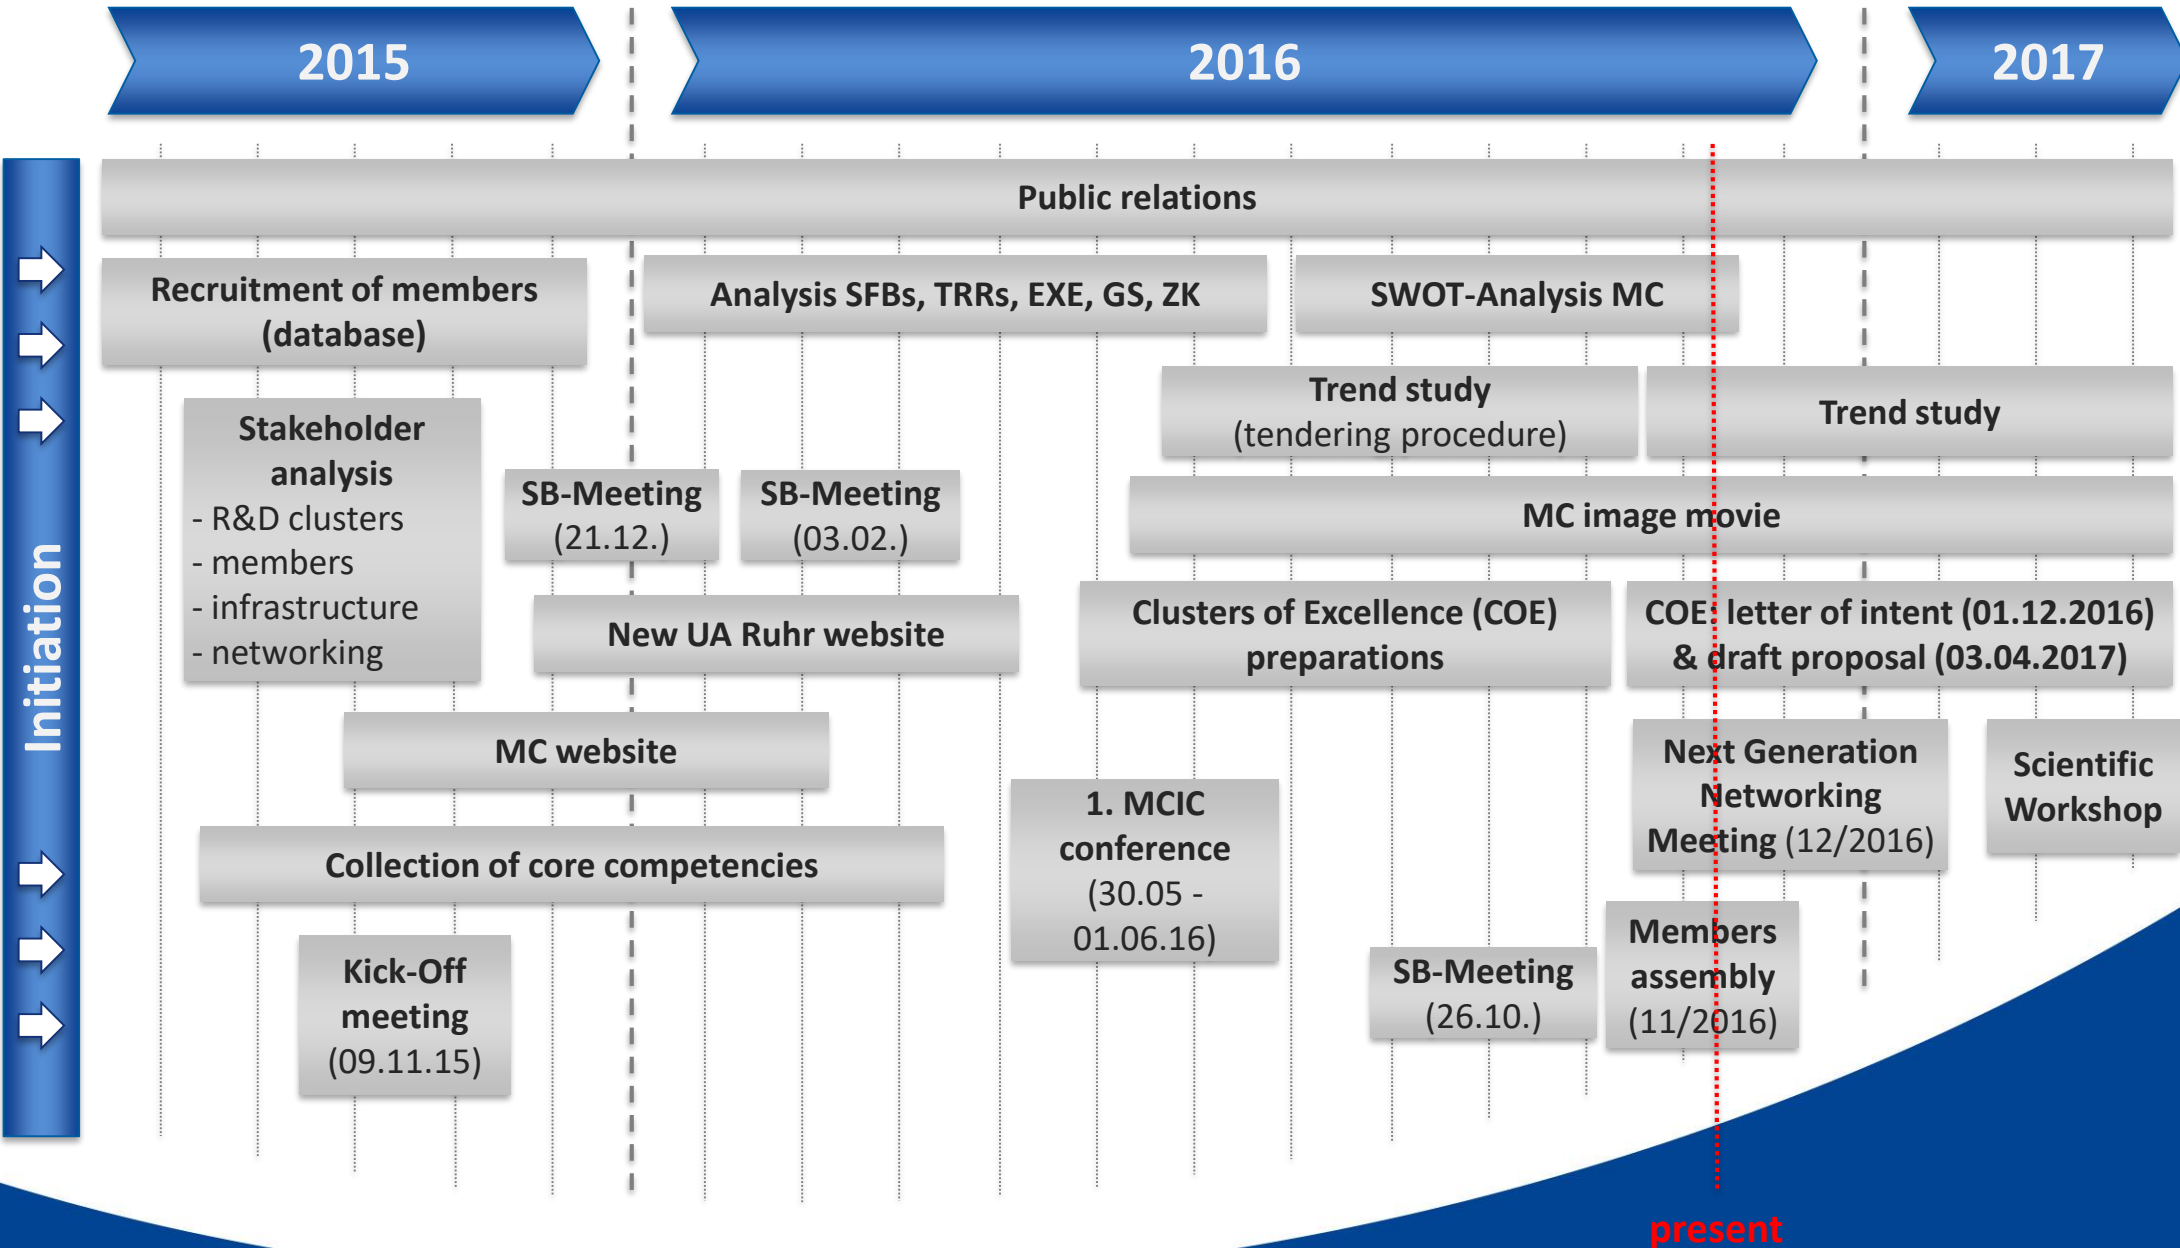 2015
2016
2017
Initiation
Public relations
Recruitment of members
(database)
Analysis SFBs, TRRs, EXE, GS, ZK
SWOT-Analysis MC
Trend study
(tendering procedure)
Trend study
Stakeholder
analysis
- R&D clusters
- members
- infrastructure
- networking
SB-Meeting
(21.12.)
SB-Meeting
(03.02.)
MC image movie
New UA Ruhr website
Clusters of Excellence (COE)
preparations
COE: letter of intent (01.12.2016)
& draft proposal (03.04.2017)
MC website
Next Generation
Networking
Meeting (12/2016)
Scientific
Workshop
1. MCIC
conference
(30.05 -
01.06.16)
Collection of core competencies
Kick-Off
meeting
(09.11.15)
SB-Meeting
(26.10.)
Members
assembly
(11/2016)
present